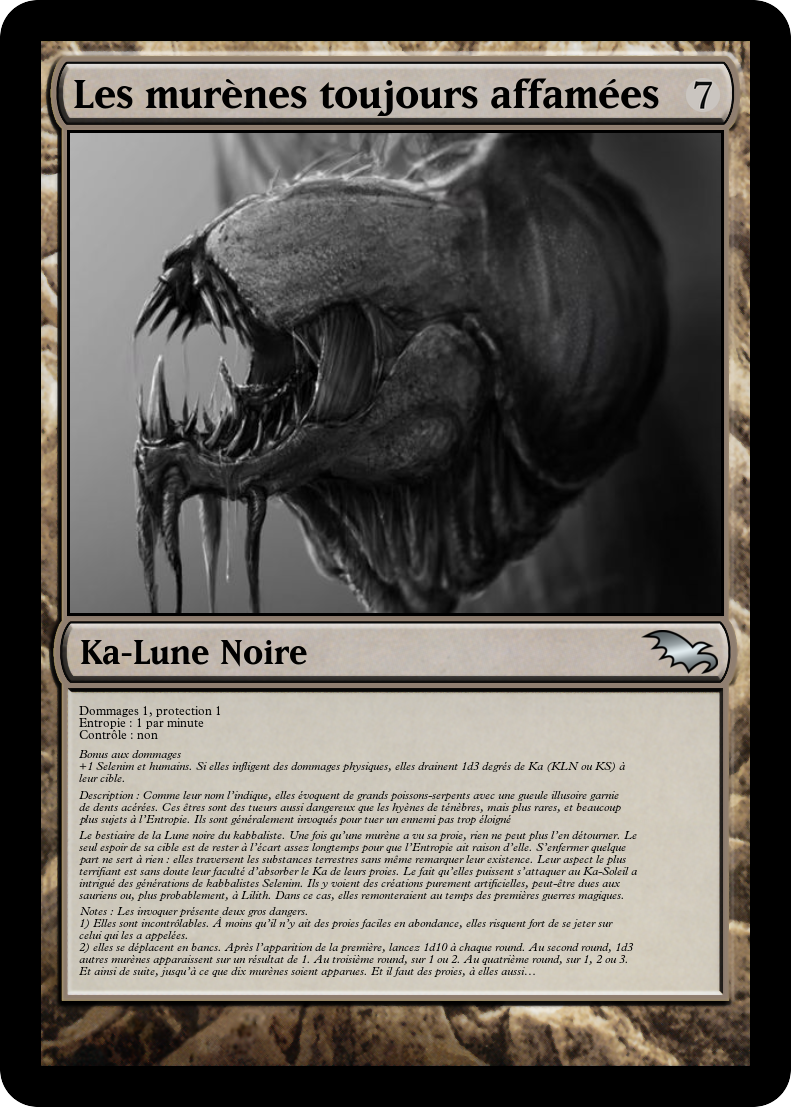 Les murènes toujours affamées 7
Ka-Lune Noire
Dommages 1, protection 1
Entropie : 1 par minute
Contrôle : non
Bonus aux dommages
+1 Selenim et humains. Si elles infligent des dommages physiques, elles drainent 1d3 degrés de Ka (KLN ou KS) à
leur cible.
Description : Comme leur nom l'indique, elles évoquent de grands poissons-serpents avec une gueule illusoire garnie
de dents acérées. Ces êtres sont des tueurs aussi dangereux que les hyènes de ténèbres, mais plus rares, et beaucoup
plus sujets à l'Entropie. Ils sont généralement invoqués pour tuer un ennemi pas trop éloigné
Le bestiaire de la Lune noire du kabbaliste. Une fois qu'une murène a vu sa proie, rien ne peut plus l'en détourner. Le
seul espoir de sa cible est de rester à l'écart assez longtemps pour que l'Entropie ait raison d'elle. S'enfermer quelque
part ne sert à rien : elles traversent les substances terrestres sans même remarquer leur existence. Leur aspect le plus
terrifiant est sans doute leur faculté d'absorber le Ka de leurs proies. Le fait qu'elles puissent s'attaquer au Ka-Soleil a
intrigué des générations de kabbalistes Selenim. Ils y voient des créations purement artificielles, peut-être dues aux
sauriens ou, plus probablement, à Lilith. Dans ce cas, elles remonteraient au temps des premières guerres magiques.
Notes : Les invoquer présente deux gros dangers.
1) Elles sont incontrôlables. À moins qu'il n'y ait des proies faciles en abondance, elles risquent fort de se jeter sur
celui qui les a appelées.
2) elles se déplacent en bancs. Après l'apparition de la première, lancez 1d10 à chaque round. Au second round, 1d3
autres murènes apparaissent sur un résultat de 1. Au troisième round, sur 1 ou 2. Au quatrième round, sur 1, 2 ou 3.
Et ainsi de suite, jusqu'à ce que dix murènes soient apparues. Et il faut des proies, à elles aussi…